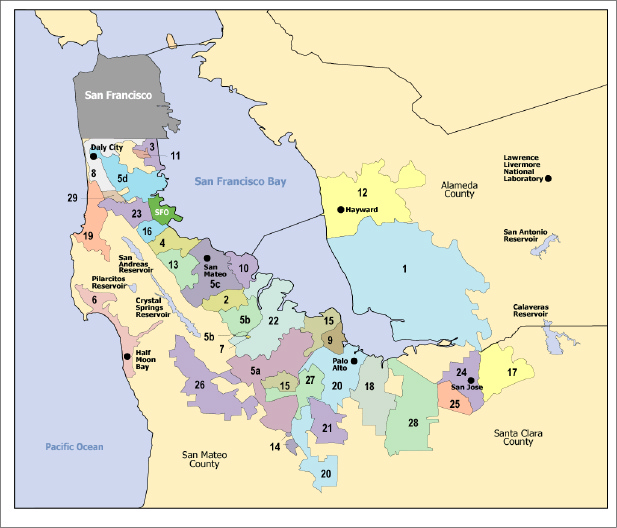 San Francisco
Daly City
3
11
8
5d
San Francisco Bay
29
23
SFO
16
19
4
San
Andreas
Reservoir
13
San
Mateo
5c
10
Pilarcitos
Reservoir
6
Crystal
Springs
Reservoir
2
5b
22
5b
7
15
9
Half
Moon
Bay
Palo
Alto
26
5a
15
27
20
18
21
14
20
28
12
Hayward
Alameda
County
Lawrence
Livermore
National
Laboratory
San Antonio
Reservoir
1
Calaveras
Reservoir
24
San Jose
17
25
Santa Clara
County
Pacific Ocean
San Mateo
County